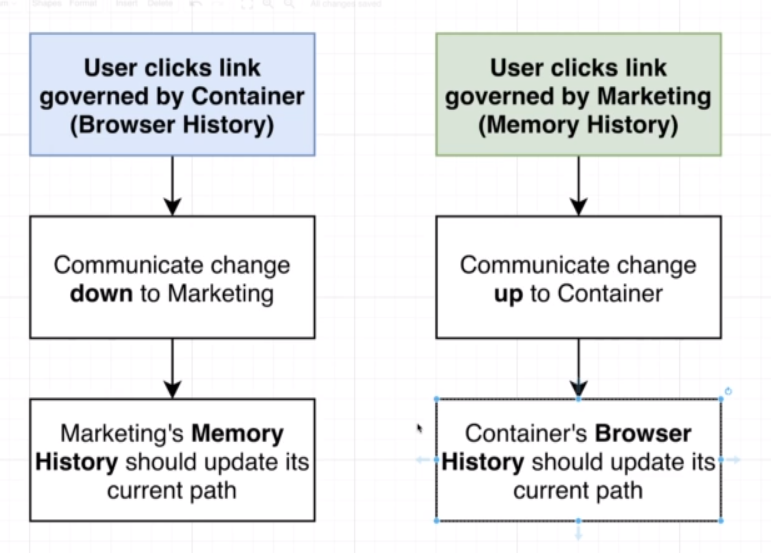 Shapes Format Insert Delete All changes saved
User clicks link
governed by Container
(Browser History)
User clicks link
governed by Marketing
(Memory History)
Communicate change
down to Marketing
Communicate change
up to Container
Marketing's Memory
History should update its
current path
Container's Browser
History should update its
current path